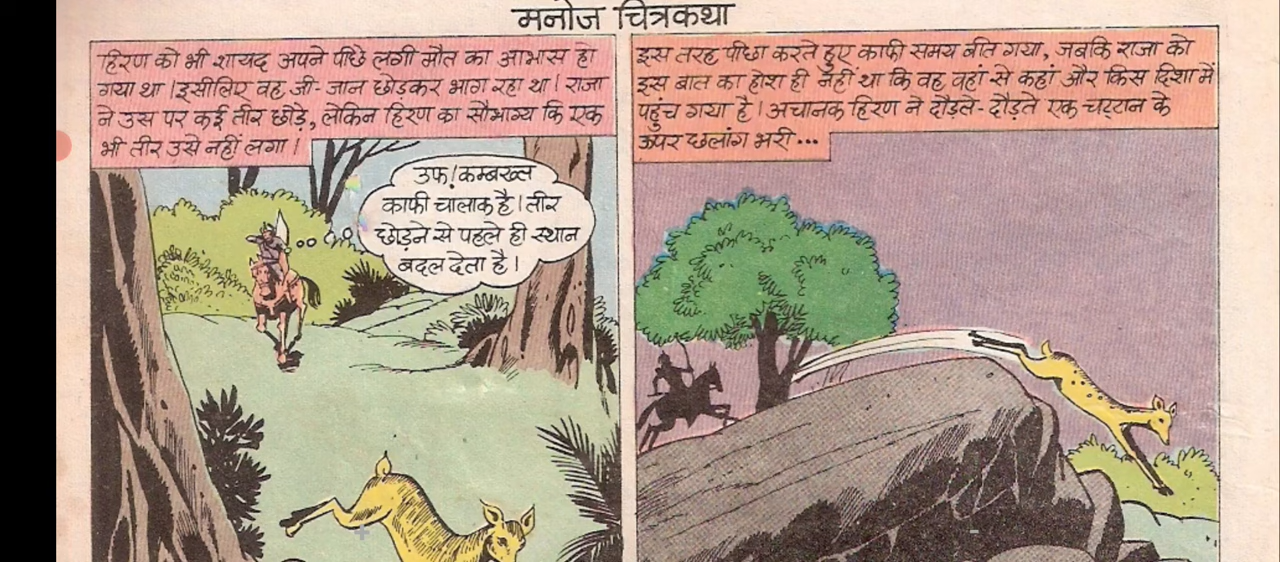 मनोज चित्रकथा
हिरण को भी शायद अपने पीछे लगी मौत का आभास हो
गया था। इसीलिए वह जी-जान छोड़कर भाग रहा था। राजा
ने उस पर कई तीर छोड़े, लेकिन हिरण का सौभाग्य कि एक
भी तीर उसे नहीं लगा।
उफ! कम्बख्त
काफी चालाक है। तीर
छोड़ने से पहले ही स्थान
बदल देता है।
इस तरह पीछा करते हुए काफी समय बीत गया, जबकि राजा को
इस बात का होश ही नहीं था कि वह वहां से कहां और किस दिशा में
पहुंच गया है। अचानक हिरण ने दौड़ते-दौड़ते एक चट्टान के
ऊपर छलांग भरी...